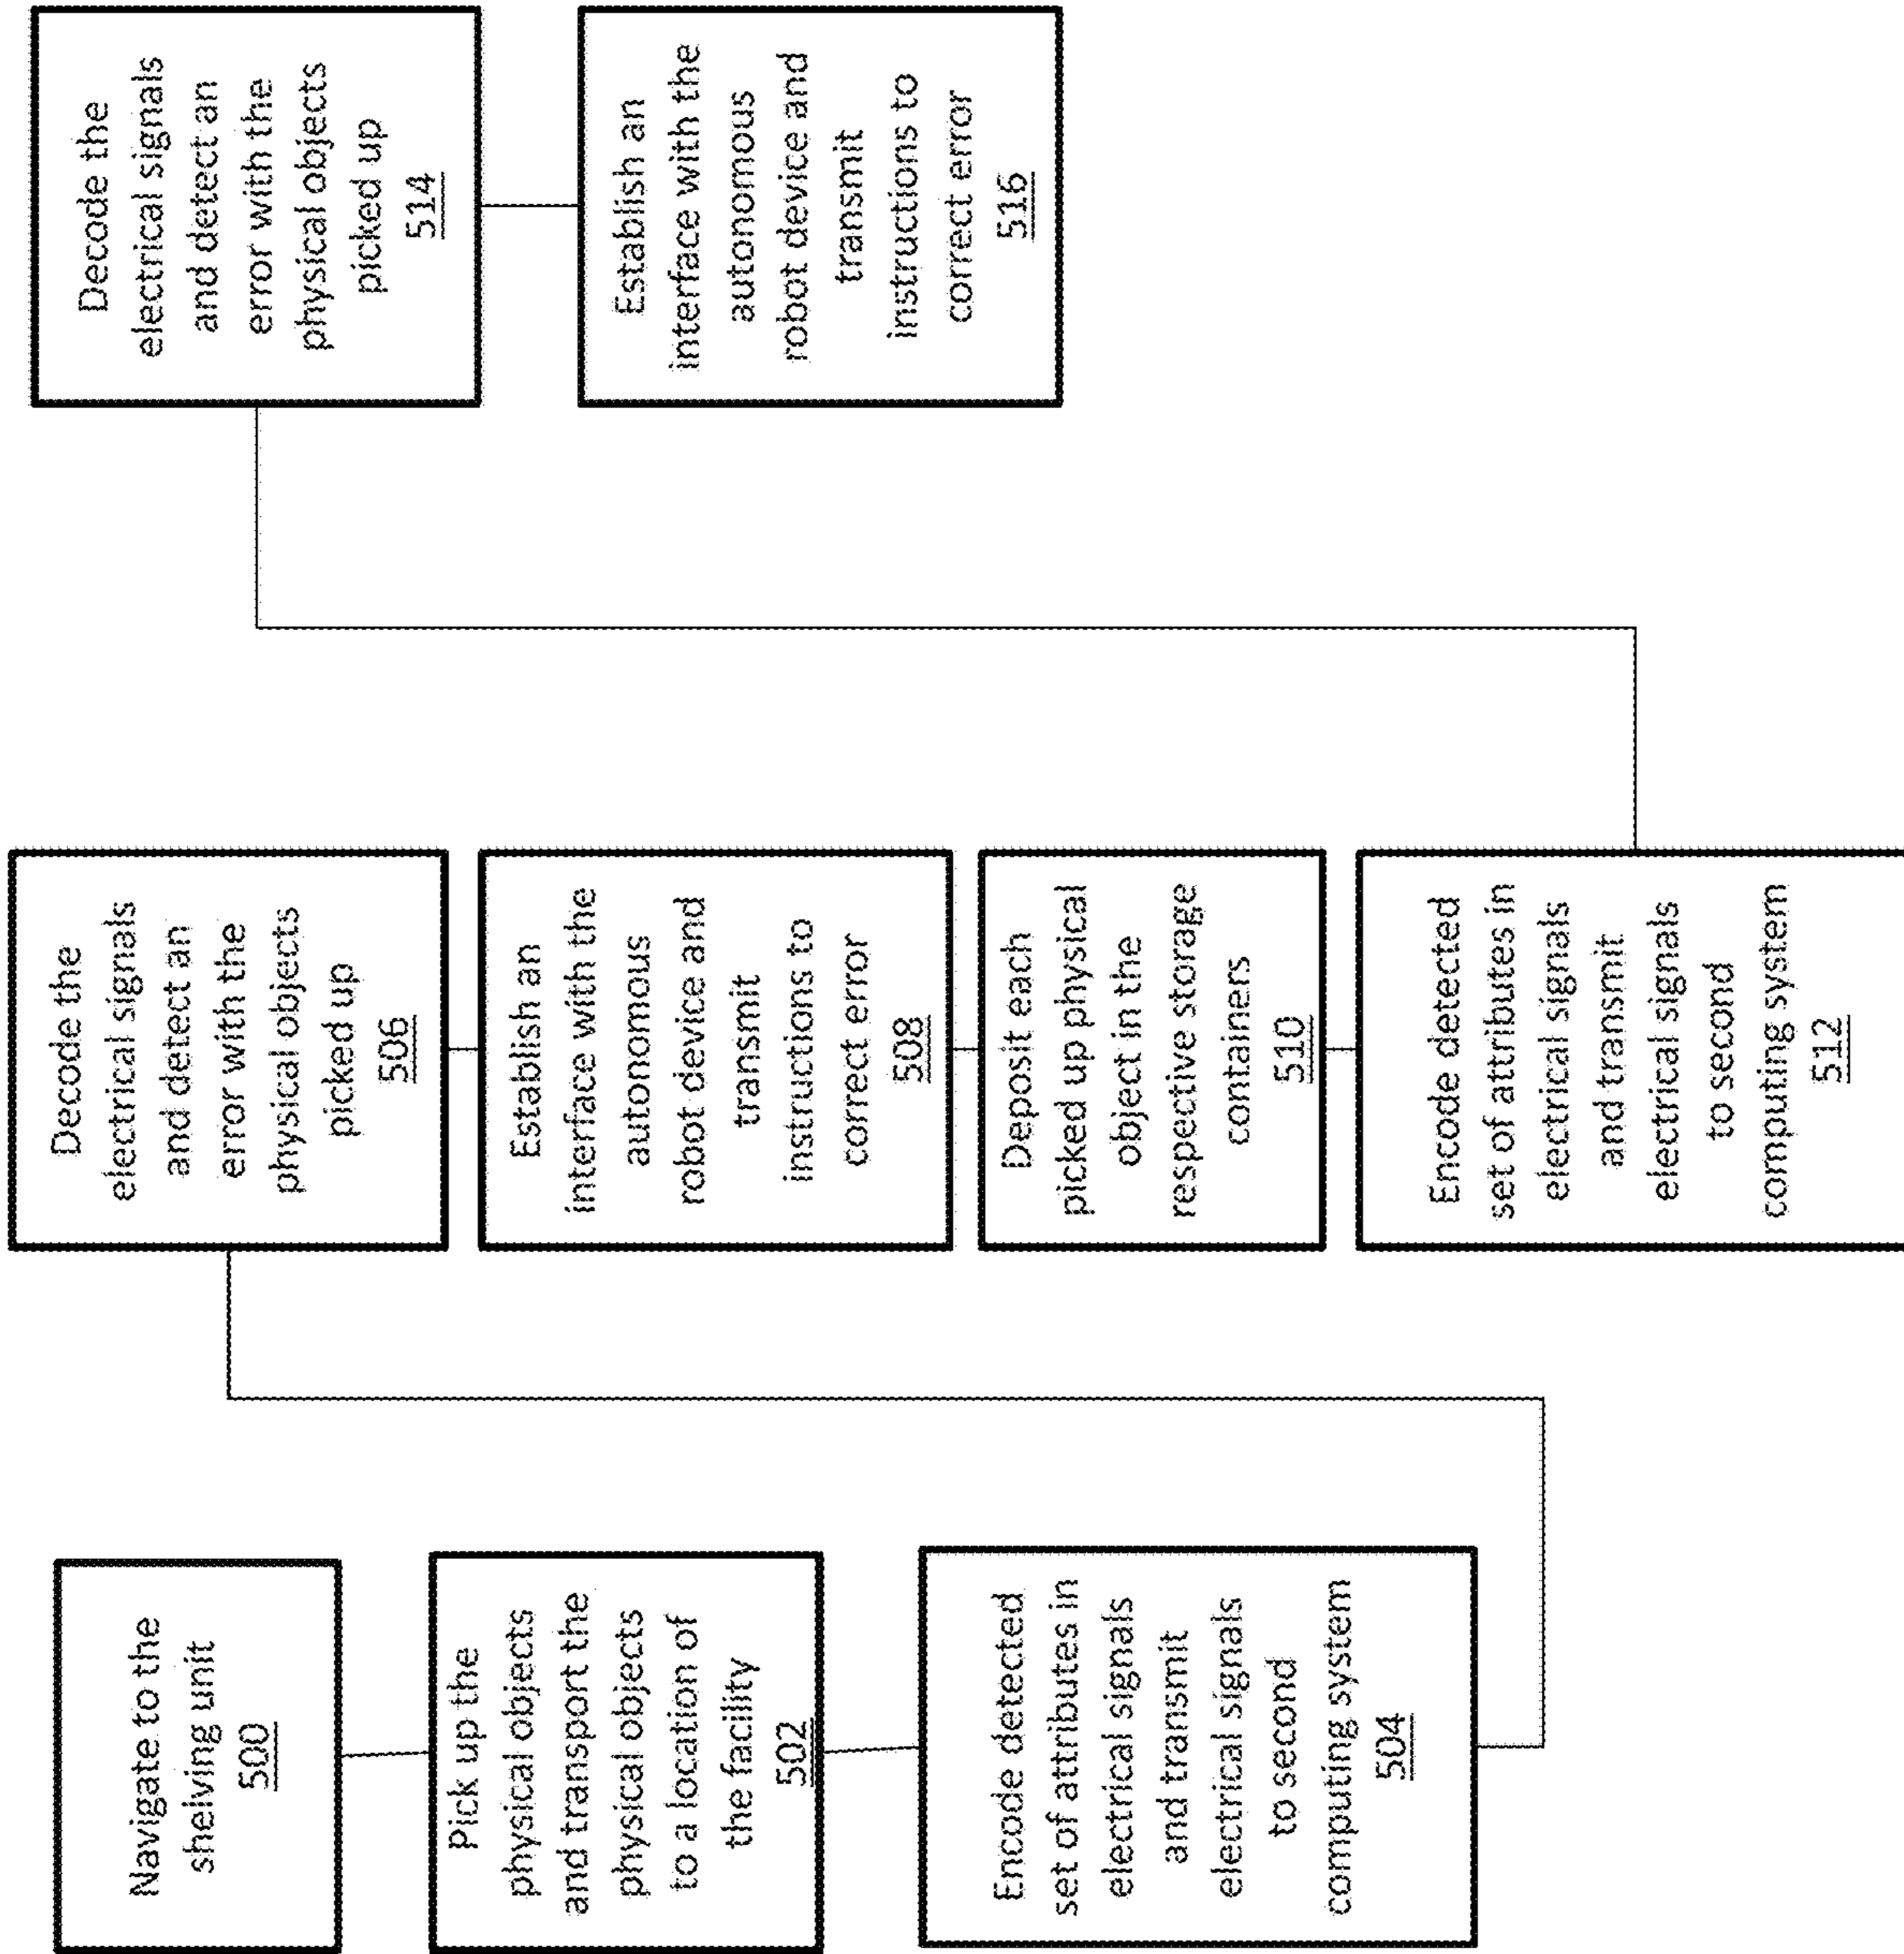 Navigate to the
shelving unit
500
Pick up the
physical objects
and transport the
physical objects
to a location of
the facility
502
Encode detected
set of attributes in
electrical signals
and transmit
electrical signals
to second
computing system
504
Decode the
electrical signals
and detect an
error with the
physical objects
picked up
506
Establish an
interface with the
autonomous
robot device and
transmit
instructions to
correct error
508
Deposit each
picked up physical
object in the
respective storage
containers
510
Encode detected
set of attributes in
electrical signals
and transmit
electrical signals
to second
computing system
512
Decode the
electrical signals
and detect an
error with the
physical objects
picked up
514
Establish an
interface with the
autonomous
robot device and
transmit
instructions to
correct error
516